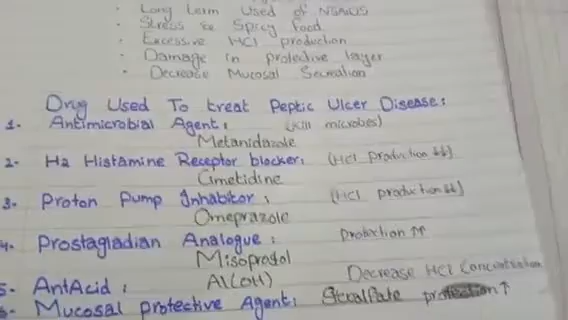 · Long term Used of NSAIDS
· Stress & Spicy food
· Excessive HCl production
· Damage in protective layer
· Decrease Mucosal Secreation
Drug Used To treat Peptic Ulcer Disease:
1- Antimicrobial Agent: (Kill microbes)
Metanidazole
2- H2 Histamine Receptor blocker: (HCl production ↓↓)
Cimetidine
3- Proton Pump Inhabitor: (HCl production ↓↓)
Omeprazole
4- Prostagladian Analogue: protection ↑↑
Misoprostol
5- AntAcid: Al(OH) Decrease HCl Concentration
6- Mucosal protective Agent: protection ↑